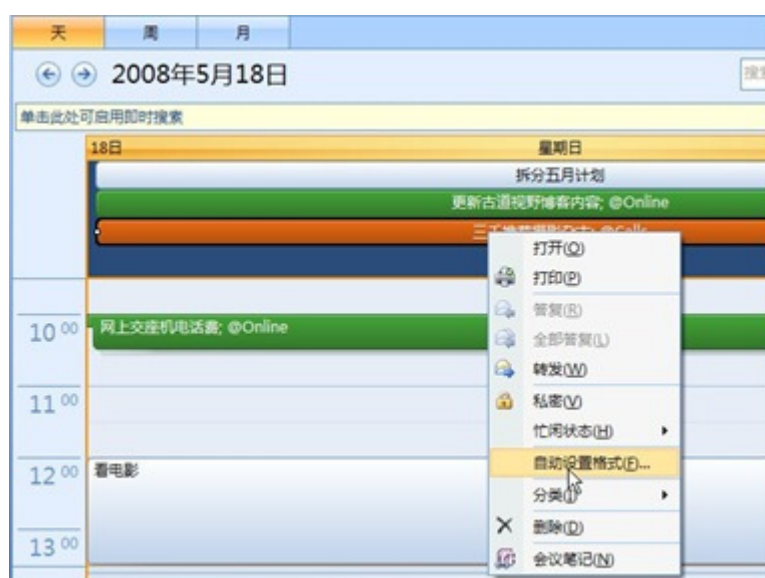 天 周 月
2008年5月18日
单击此处可启用即时搜索
18日 星期日
拆分五月计划
更新古道视野博客内容; @Online
打开(O)
打印(P)
答复(R)
全部答复(L)
转发(W)
私密(V)
忙闲状态(H)
自动设置格式(F)...
分类(I)
删除(D)
会议笔记(N)
10 00 网上交座机电话费; @Online
11 00
12 00 看电影
13 00